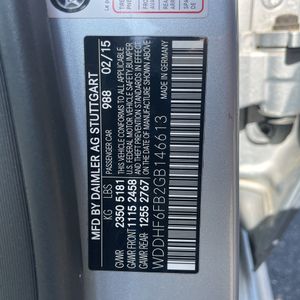 MFD BY DAIMLER AG STUTTGART
PASSENGER CAR 988 02/15
KG LBS
GVWR 2350 5181
GAWR FRONT 1115 2458
GAWR REAR 1255 2767
THIS VEHICLE CONFORMS TO ALL APPLICABLE
U.S. FEDERAL MOTOR VEHICLE SAFETY, BUMPER
AND THEFT PREVENTION STANDARDS IN EFFECT
ON THE DATE OF MANUFACTURE SHOWN ABOVE.
WDDHF6FB2GB146613
MADE IN GERMANY